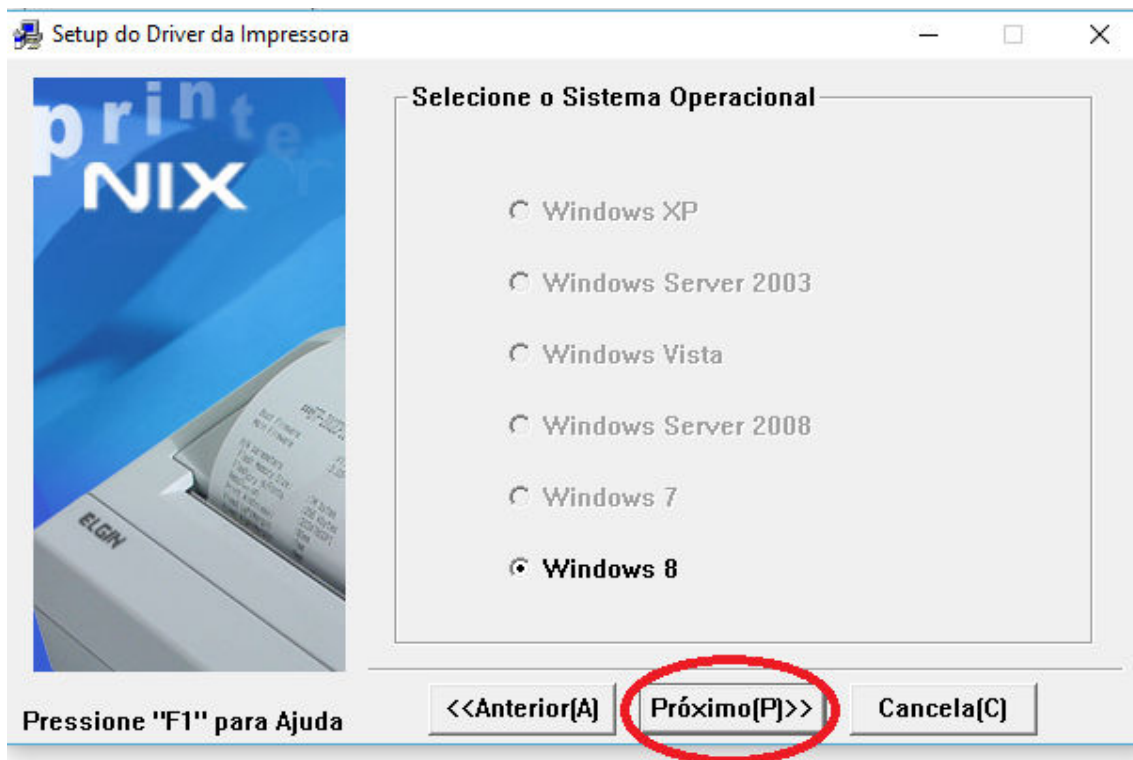 Setup do Driver da Impressora
printer
NIX
ELGIN
Selecione o Sistema Operacional
Windows XP
Windows Server 2003
Windows Vista
Windows Server 2008
Windows 7
Windows 8
Pressione "F1" para Ajuda
<<Anterior(A)
Próximo(P)>>
Cancela(C)